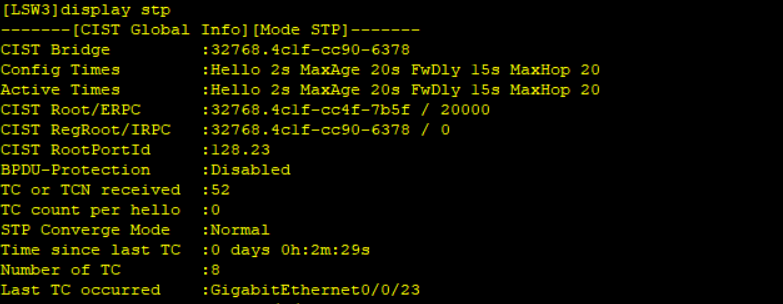 [LSW3]display stp
-------[CIST Global Info][Mode STP]-------
CIST Bridge         :32768.4c1f-cc90-6378
Config Times        :Hello 2s MaxAge 20s FwDly 15s MaxHop 20
Active Times        :Hello 2s MaxAge 20s FwDly 15s MaxHop 20
CIST Root/ERPC      :32768.4c1f-cc4f-7b5f / 20000
CIST RegRoot/IRPC   :32768.4c1f-cc90-6378 / 0
CIST RootPortId     :128.23
BPDU-Protection     :Disabled
TC or TCN received  :52
TC count per hello  :0
STP Converge Mode   :Normal
Time since last TC  :0 days 0h:2m:29s
Number of TC        :8
Last TC occurred    :GigabitEthernet0/0/23